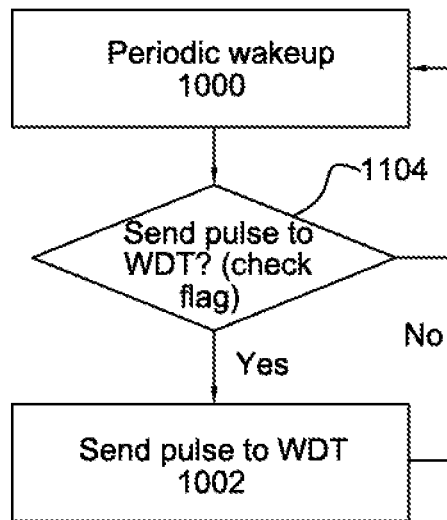 Periodic wakeup
1000
1104
Send pulse to
WDT? (check
flag)
No
Yes
Send pulse to WDT
1002